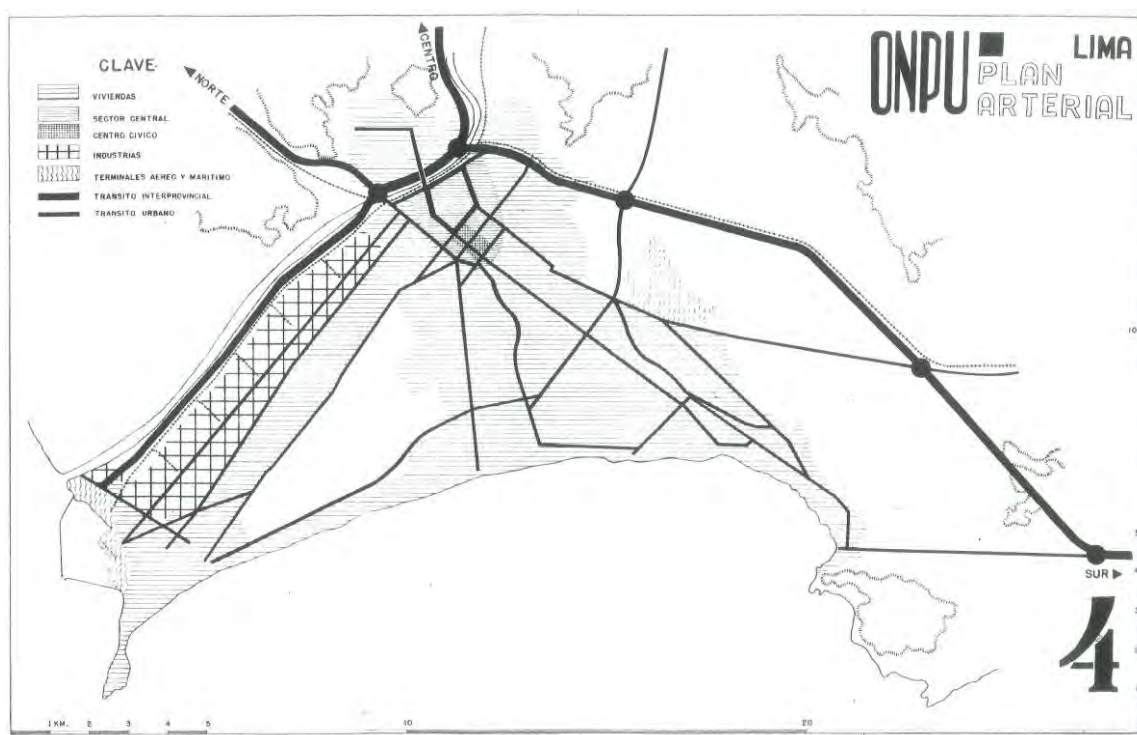 ONPU LIMA
PLAN
ARTERIAL
CLAVE
VIVIENDAS
SECTOR CENTRAL
CENTRO CIVICO
INDUSTRIAS
TERMINALES AEREO Y MARITIMO
TRANSITO INTERPROVINCIAL
TRANSITO URBANO
NORTE
CENTRO
SUR
4
1 KM. 2 3 4 5 10 20
10